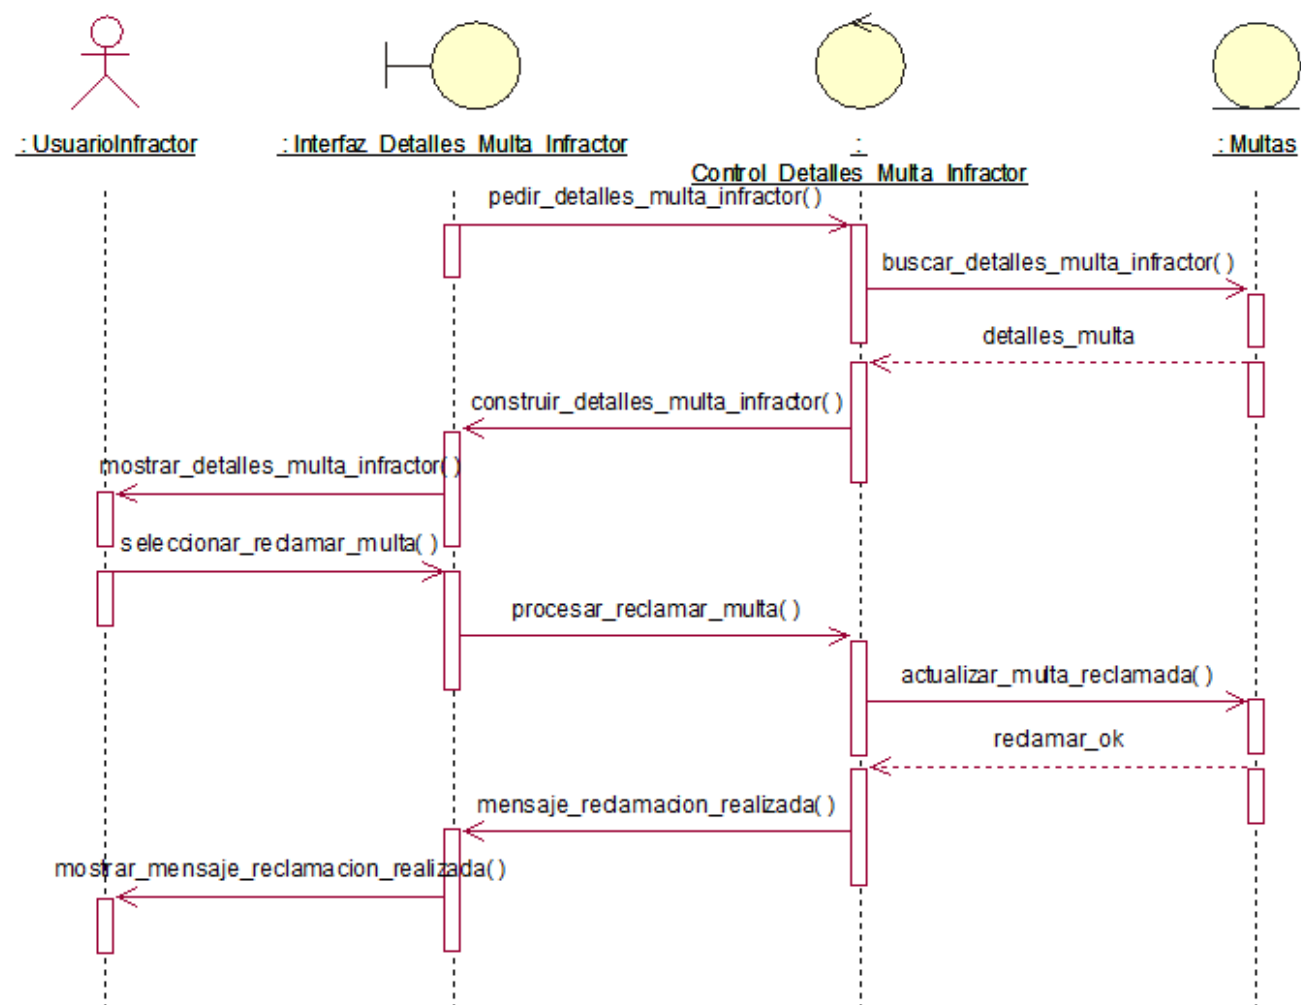 : UsuarioInfractor
: Interfaz_Detalles_Multa_Infractor
:
Control_Detalles_Multa_Infractor
: Multas
pedir_detalles_multa_infractor( )
buscar_detalles_multa_infractor( )
detalles_multa
construir_detalles_multa_infractor( )
mostrar_detalles_multa_infractor( )
seleccionar_reclamar_multa( )
procesar_reclamar_multa( )
actualizar_multa_reclamada( )
reclamar_ok
mensaje_reclamacion_realizada( )
mostrar_mensaje_reclamacion_realizada( )